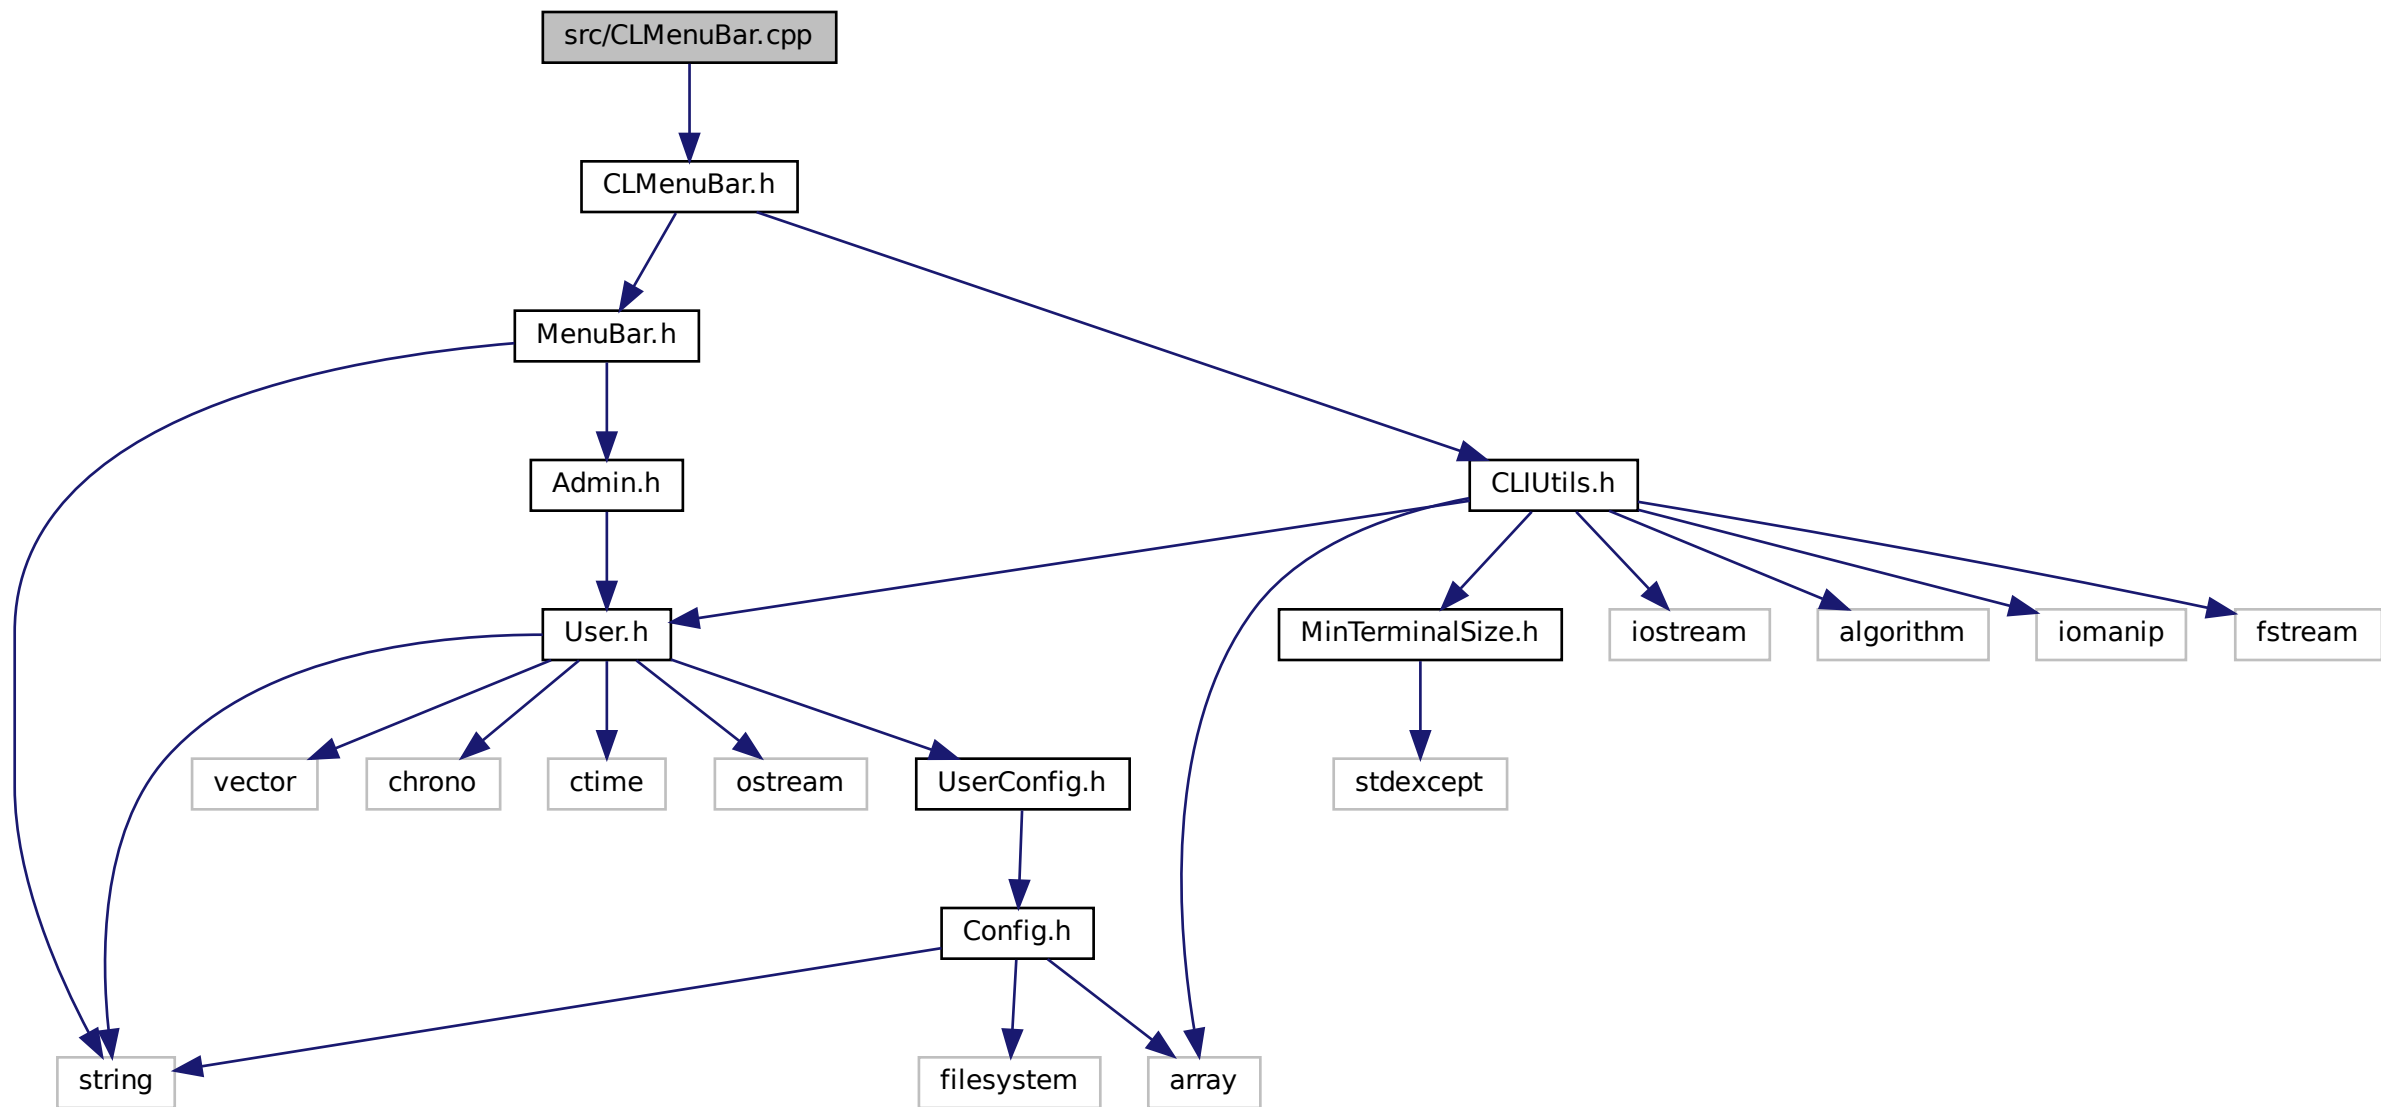 src/CLMenuBar.cpp
CLMenuBar.h
MenuBar.h
Admin.h
CLIUtils.h
User.h
MinTerminalSize.h
iostream
algorithm
iomanip
fstream
vector
chrono
ctime
ostream
UserConfig.h
stdexcept
Config.h
string
filesystem
array